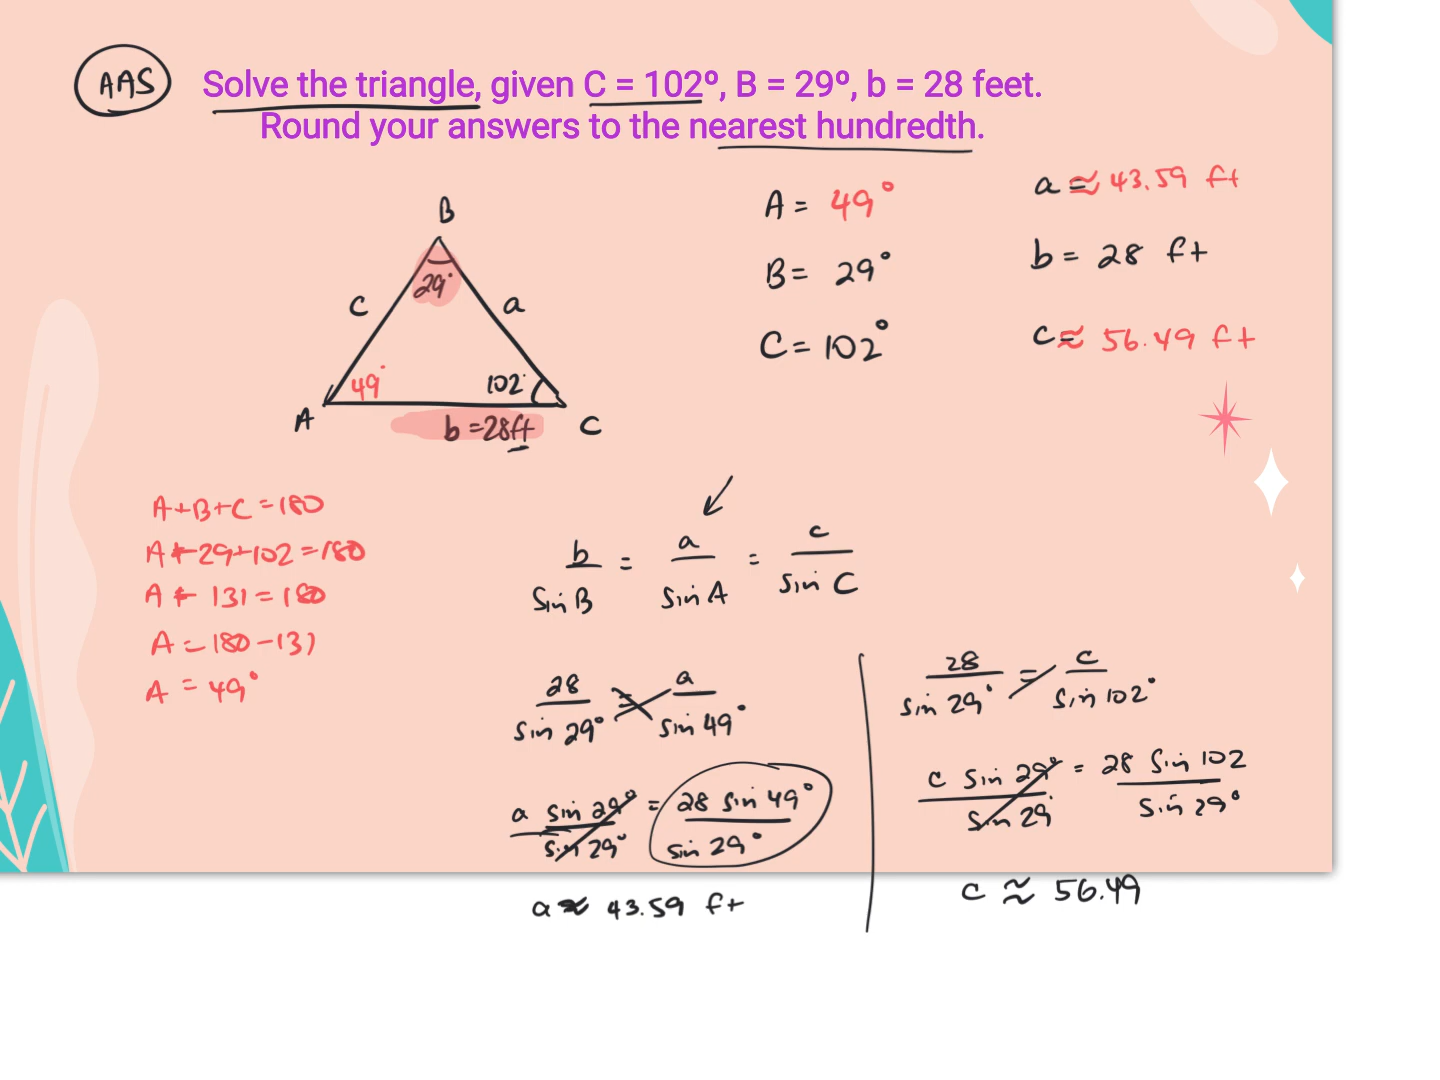 AAS
Solve the triangle, given C = 102º, B = 29º, b = 28 feet.
Round your answers to the nearest hundredth.
B
29°
c
a
49°
102°
A
b = 28ft
C
A = 49°
B = 29°
C = 102°
a = ≈ 43.59 ft
b = 28 ft
c = ≈ 56.49 ft
A+B+C = 180
A+29+102 = 180
A + 131 = 180
A = 180 - 131
A = 49°
b/sin B = a/sin A = c/sin C
28/sin 29° = a/sin 49°
a sin 29°/sin 29° = 28 sin 49°/sin 29°
a ≈ 43.59 ft
28/sin 29° = c/sin 102°
c sin 29°/sin 29° = 28 sin 102/sin 29°
c ≈ 56.49